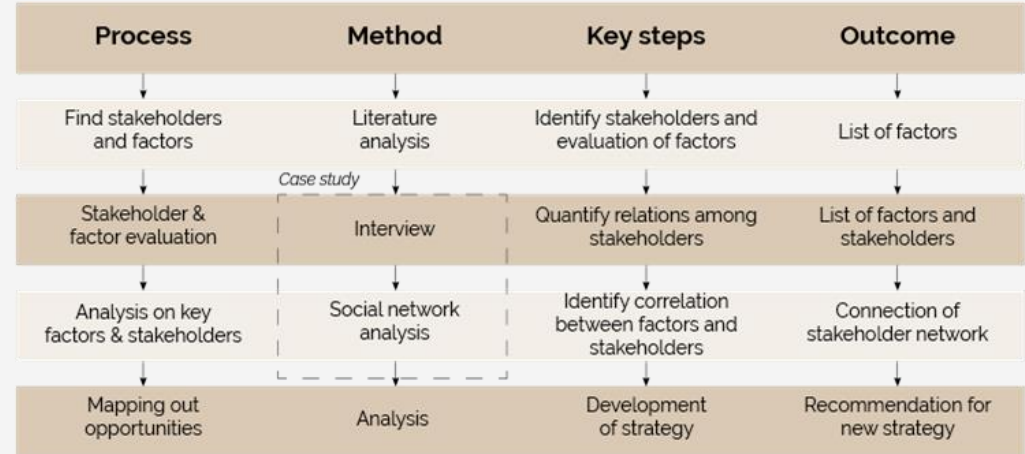 Process Method Key steps Outcome
Find stakeholders
and factors
Literature
analysis
Identify stakeholders and
evaluation of factors
List of factors
Case study
Stakeholder &
factor evaluation
Interview
Quantify relations among
stakeholders
List of factors and
stakeholders
Analysis on key
factors & stakeholders
Social network
analysis
Identify correlation
between factors and
stakeholders
Connection of
stakeholder network
Mapping out
opportunities
Analysis
Development
of strategy
Recommendation for
new strategy